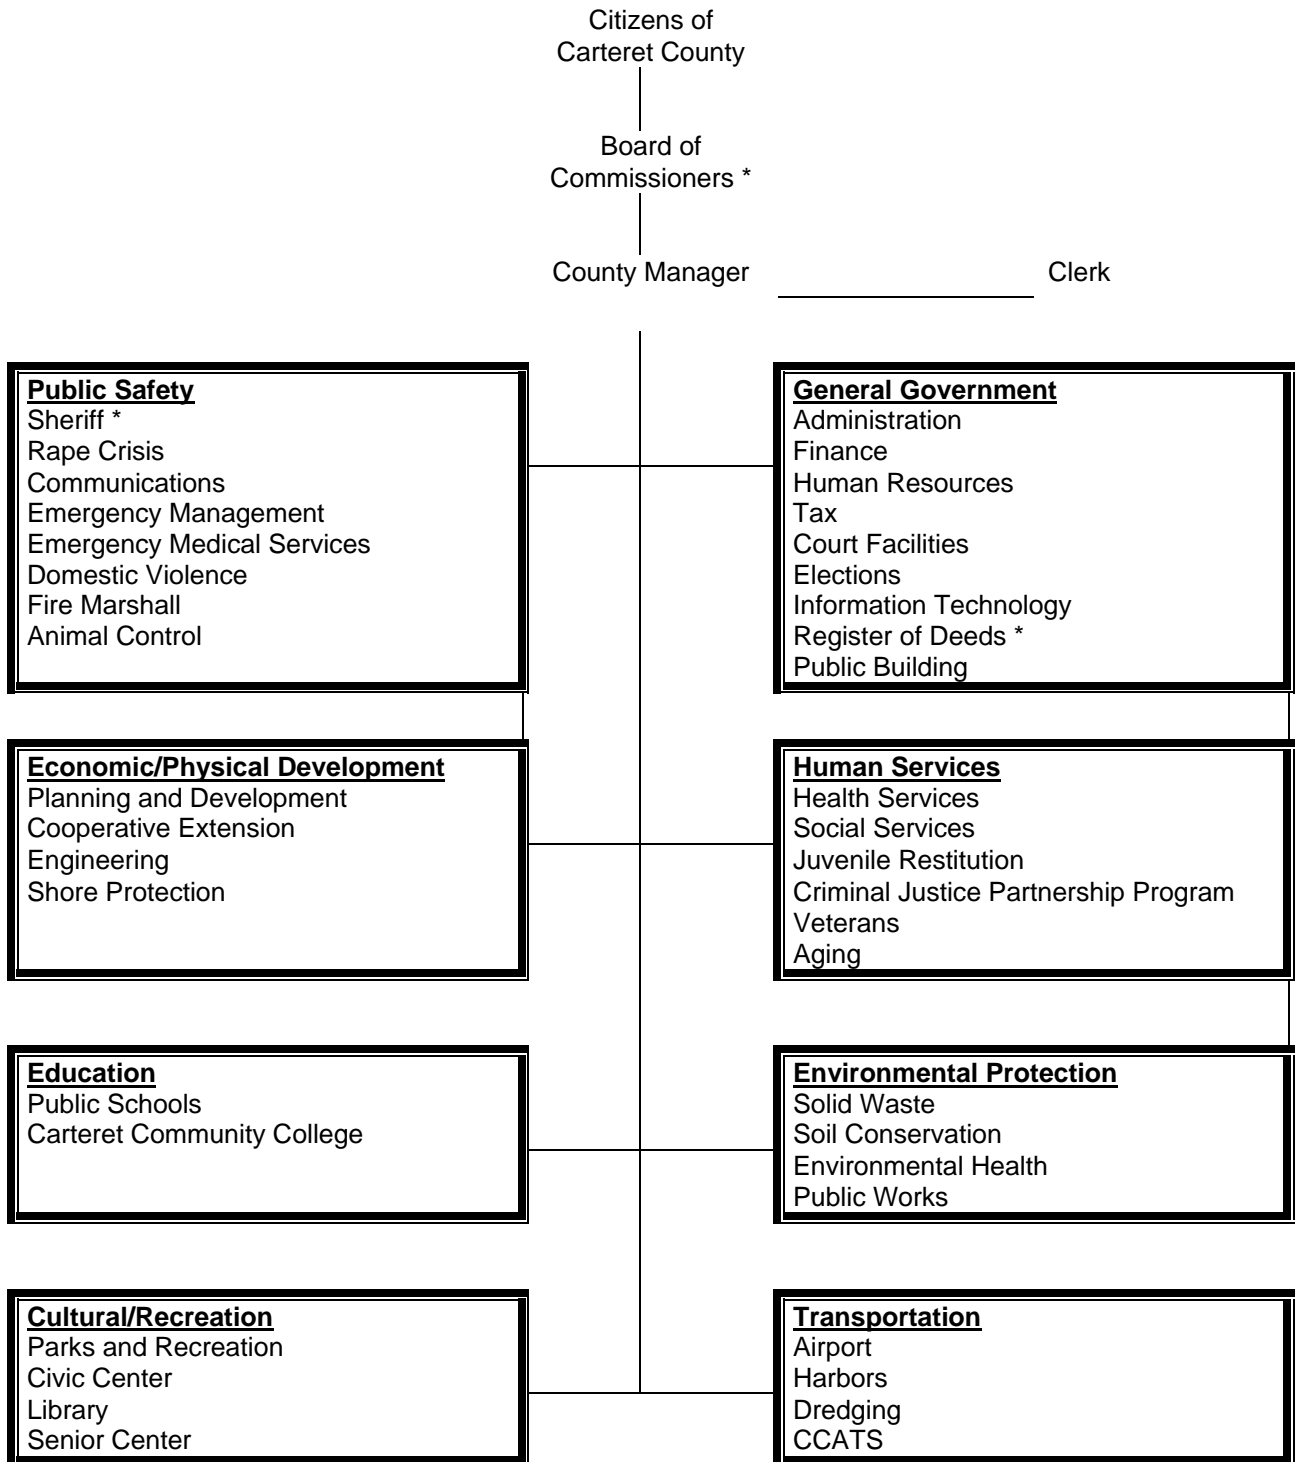 Citizens of
Carteret County
Board of
Commissioners *
County Manager Clerk
Public Safety
Sheriff *
Rape Crisis
Communications
Emergency Management
Emergency Medical Services
Domestic Violence
Fire Marshall
Animal Control
General Government
Administration
Finance
Human Resources
Tax
Court Facilities
Elections
Information Technology
Register of Deeds *
Public Building
Economic/Physical Development
Planning and Development
Cooperative Extension
Engineering
Shore Protection
Human Services
Health Services
Social Services
Juvenile Restitution
Criminal Justice Partnership Program
Veterans
Aging
Education
Public Schools
Carteret Community College
Environmental Protection
Solid Waste
Soil Conservation
Environmental Health
Public Works
Cultural/Recreation
Parks and Recreation
Civic Center
Library
Senior Center
Transportation
Airport
Harbors
Dredging
CCATS